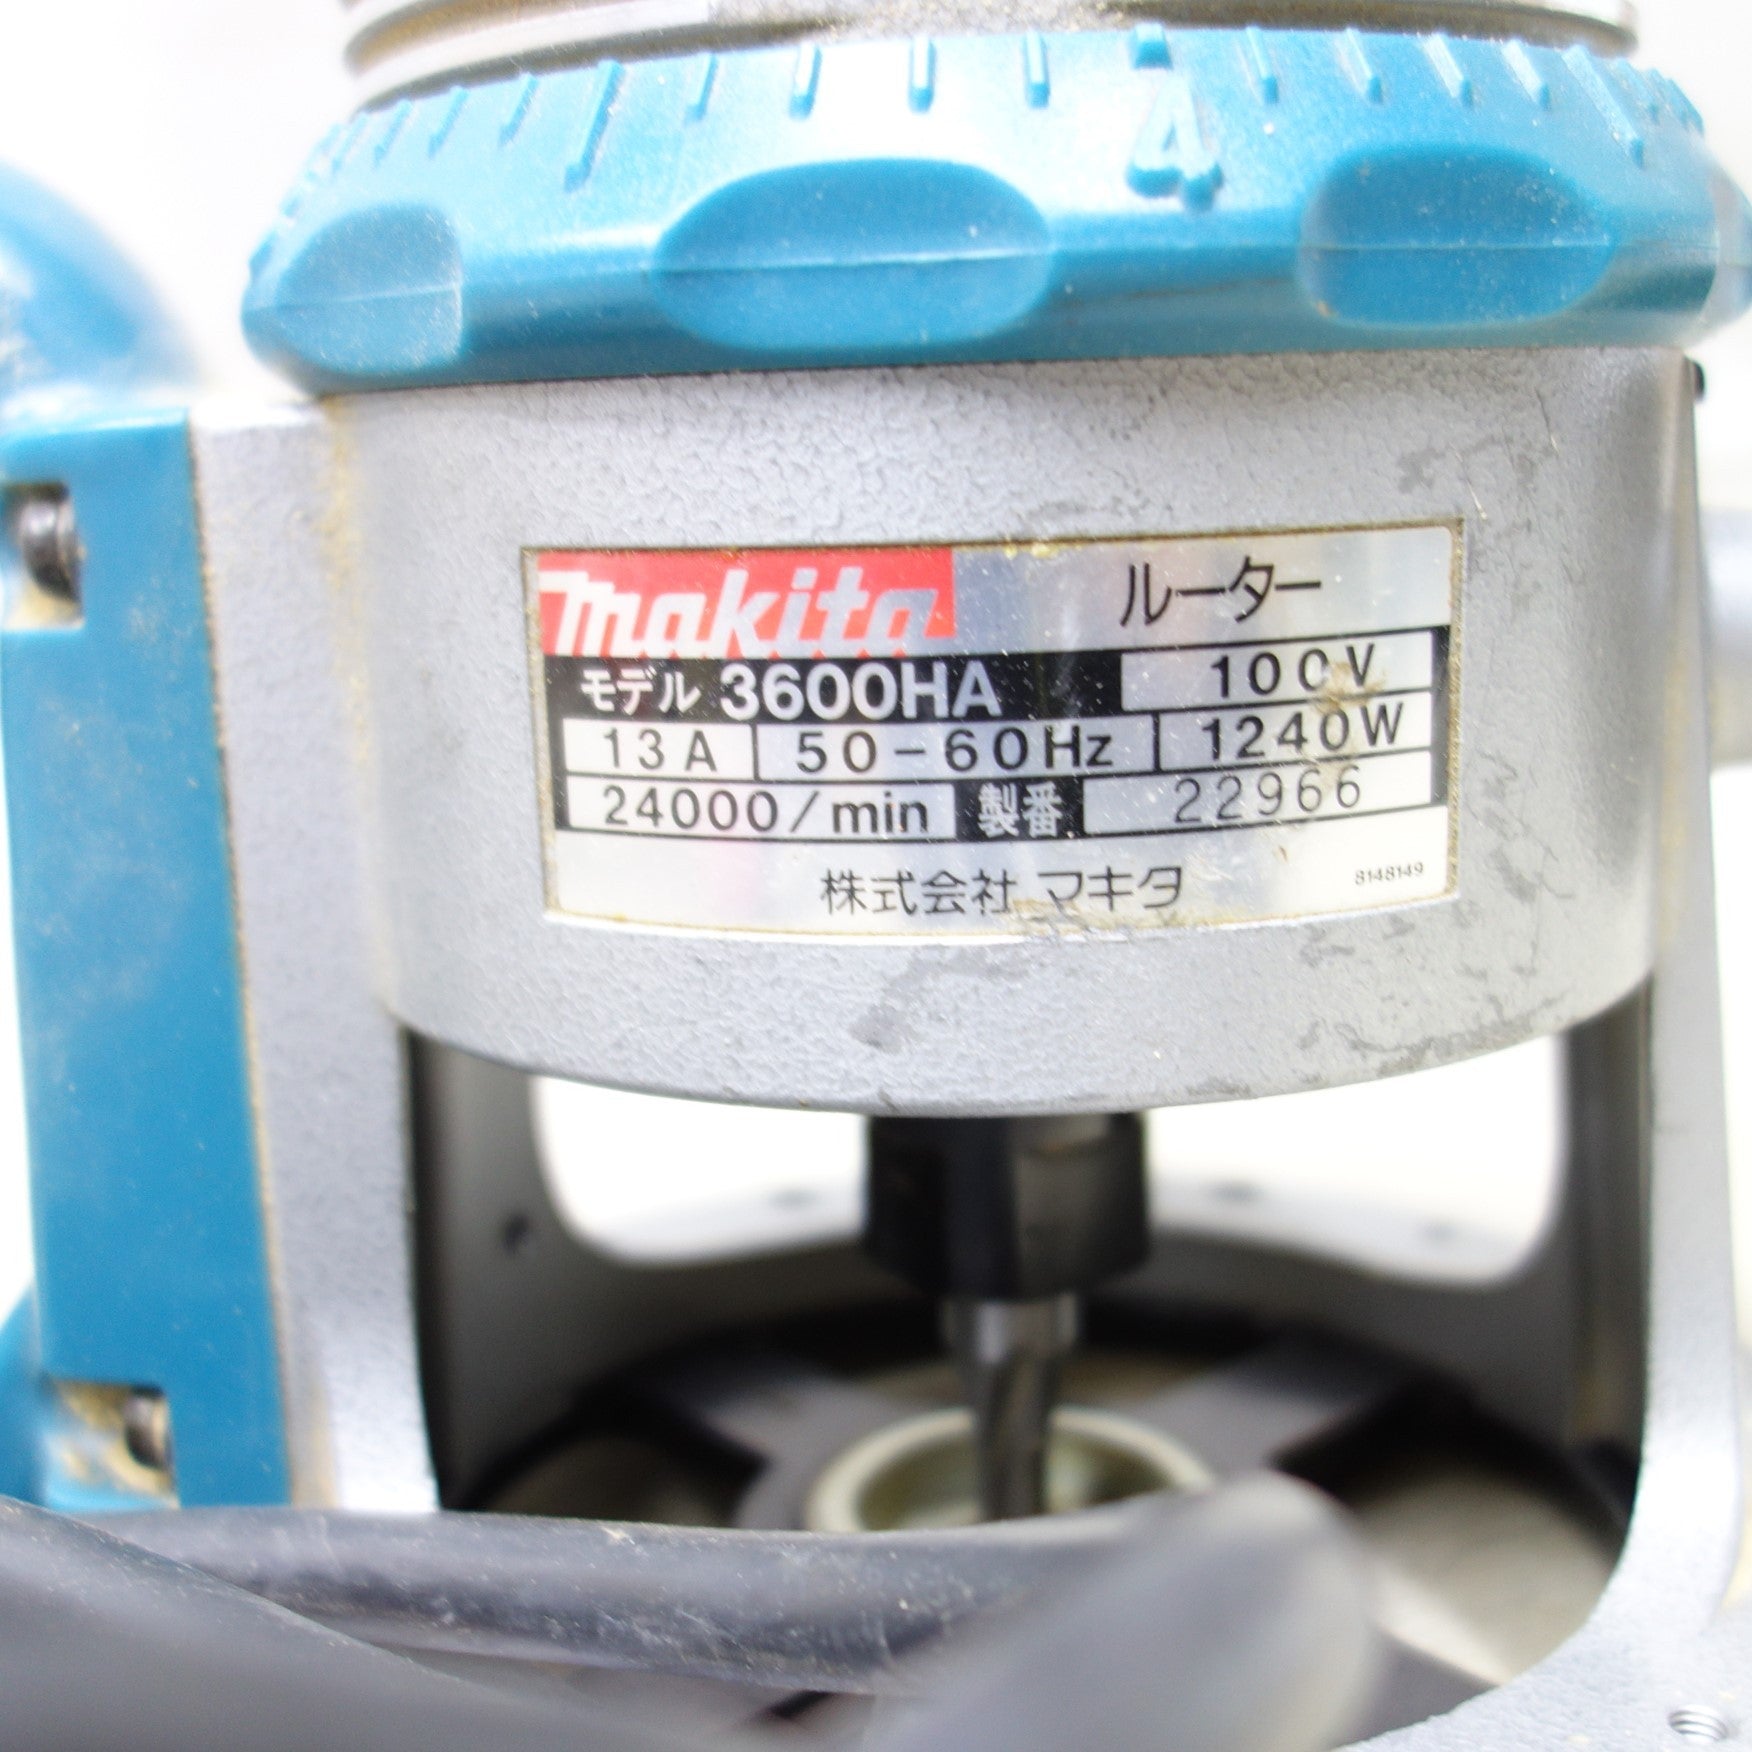 4
makita ルーター
モデル 3600HA 100V
13A 50-60Hz 1240W
24000/min 製番 22966
株式会社 マキタ 8148149